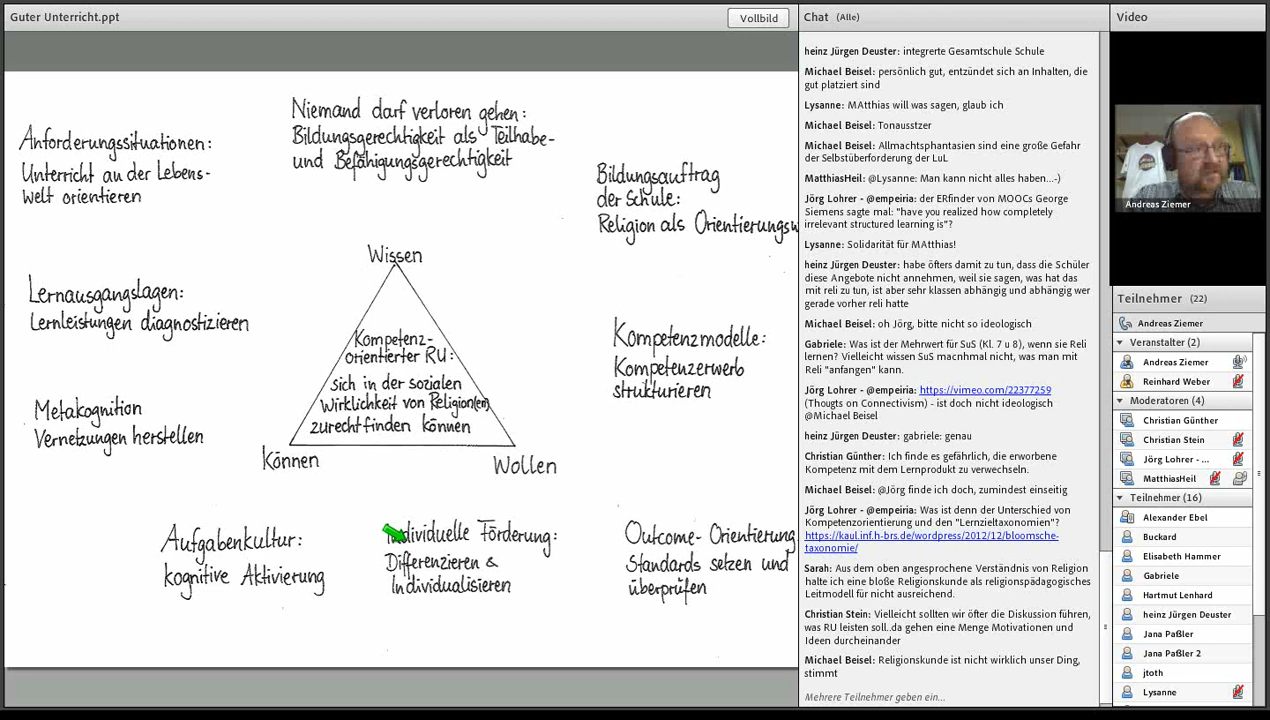 Guter Unterricht.ppt
Vollbild
Anforderungssituationen:
Unterricht an der Lebens-
welt orientieren
Niemand darf verloren gehen:
Bildungsgerechtigkeit als Teilhabe-
und Befähigungsgerechtigkeit
Bildungsauftrag
der Schule:
Religion als Orientierungsw
Lernausgangslagen:
Lernleistungen diagnostizieren
Wissen
Kompetenz-
orientierter RU:
sich in der sozialen
Wirklichkeit von Religion(en)
zurechtfinden können
Können
Wollen
Kompetenzmodelle:
Kompetenzerwerb
strukturieren
Metakognition
Vernetzungen herstellen
Aufgabenkultur:
kognitive Aktivierung
Individuelle Förderung:
Differenzieren &
Individualisieren
Outcome-Orientierung
Standards setzen und
überprüfen
Chat (Alle)
heinz Jürgen Deuster: integrerte Gesamtschule Schule
Michael Beisel: persönlich gut, entzündet sich an Inhalten, die
gut platziert sind
Lysanne: MAtthias will was sagen, glaub ich
Michael Beisel: Tonausstzer
Michael Beisel: Allmachtsphantasien sind eine große Gefahr
der Selbstüberforderung der LuL
MatthiasHeil: @Lysanne: Man kann nicht alles haben...-)
Jörg Lohrer - @empeiria: der ERfinder von MOOCs George
Siemens sagte mal: "have you realized how completely
irrelevant structured learning is"?
Lysanne: Solidarität für MAtthias!
heinz Jürgen Deuster: habe öfters damit zu tun, dass die Schüler
diese Angebote nicht annehmen, weil sie sagen, was hat das
mit reli zu tun, ist aber sehr klassen abhängig und abhängig wer
gerade vorher reli hatte
Michael Beisel: oh Jörg, bitte nicht so ideologisch
Gabriele: Was ist der Mehrwert für SuS (Kl. 7 u 8), wenn sie Reli
lernen? Vielleicht wissen SuS macnhmal nicht, was man mit
Reli "anfangen" kann.
Jörg Lohrer - @empeiria: https://vimeo.com/22377259
(Thougts on Connectivism) - ist doch nicht ideologisch
@Michael Beisel
heinz Jürgen Deuster: gabriele: genau
Christian Günther: Ich finde es gefährlich, die erworbene
Kompetenz mit dem Lernprodukt zu verwechseln.
Michael Beisel: @Jörg finde ich doch, zumindest einseitig
Jörg Lohrer - @empeiria: Was ist denn der Unterschied von
Kompetenzorientierung und den "Lernzieltaxonomien"?
https://kaul.inf.h-brs.de/wordpress/2012/12/bloomsche-
taxonomie/
Sarah: Aus dem oben angesprochene Verständnis von Religion
halte ich eine bloße Religionskunde als religionspädagogisches
Leitmodell für nicht ausreichend.
Christian Stein: Vielleicht sollten wir öfter die Diskussion führen,
was RU leisten soll..da gehen eine Menge Motivationen und
Ideen durcheinander
Michael Beisel: Religionskunde ist nicht wirklich unser Ding,
stimmt
Mehrere Teilnehmer geben ein...
Video
Andreas Ziemer
Teilnehmer (22)
Andreas Ziemer
Veranstalter (2)
Andreas Ziemer
Reinhard Weber
Moderatoren (4)
Christian Günther
Christian Stein
Jörg Lohrer - ...
MatthiasHeil
Teilnehmer (16)
Alexander Ebel
Buckard
Elisabeth Hammer
Gabriele
Hartmut Lenhard
heinz Jürgen Deuster
Jana Paßler
Jana Paßler 2
jtoth
Lysanne